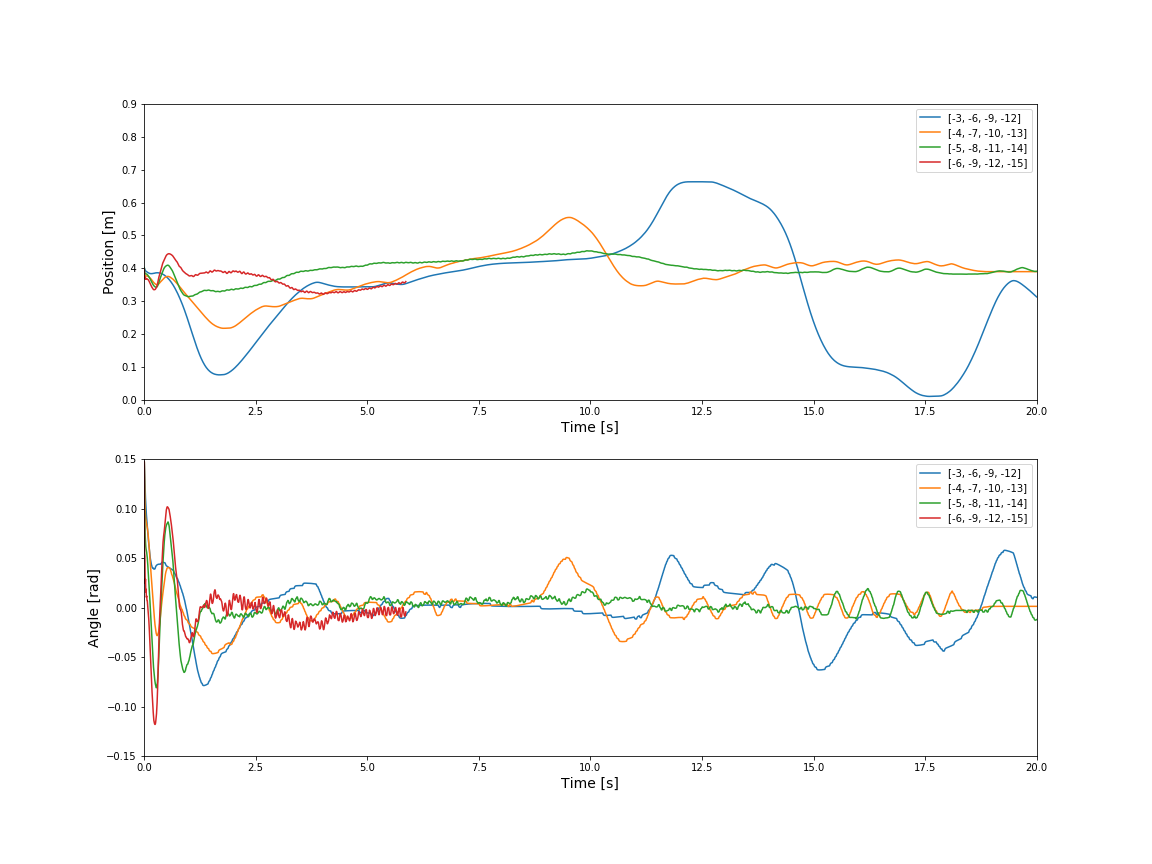 0.9
0.8
0.7
0.6
0.5
0.4
0.3
0.2
0.1
0.0
Position [m]
[-3, -6, -9, -12]
[-4, -7, -10, -13]
[-5, -8, -11, -14]
[-6, -9, -12, -15]
0.0 2.5 5.0 7.5 10.0 12.5 15.0 17.5 20.0
Time [s]
0.15
0.10
0.05
0.00
−0.05
−0.10
−0.15
Angle [rad]
[-3, -6, -9, -12]
[-4, -7, -10, -13]
[-5, -8, -11, -14]
[-6, -9, -12, -15]
0.0 2.5 5.0 7.5 10.0 12.5 15.0 17.5 20.0
Time [s]